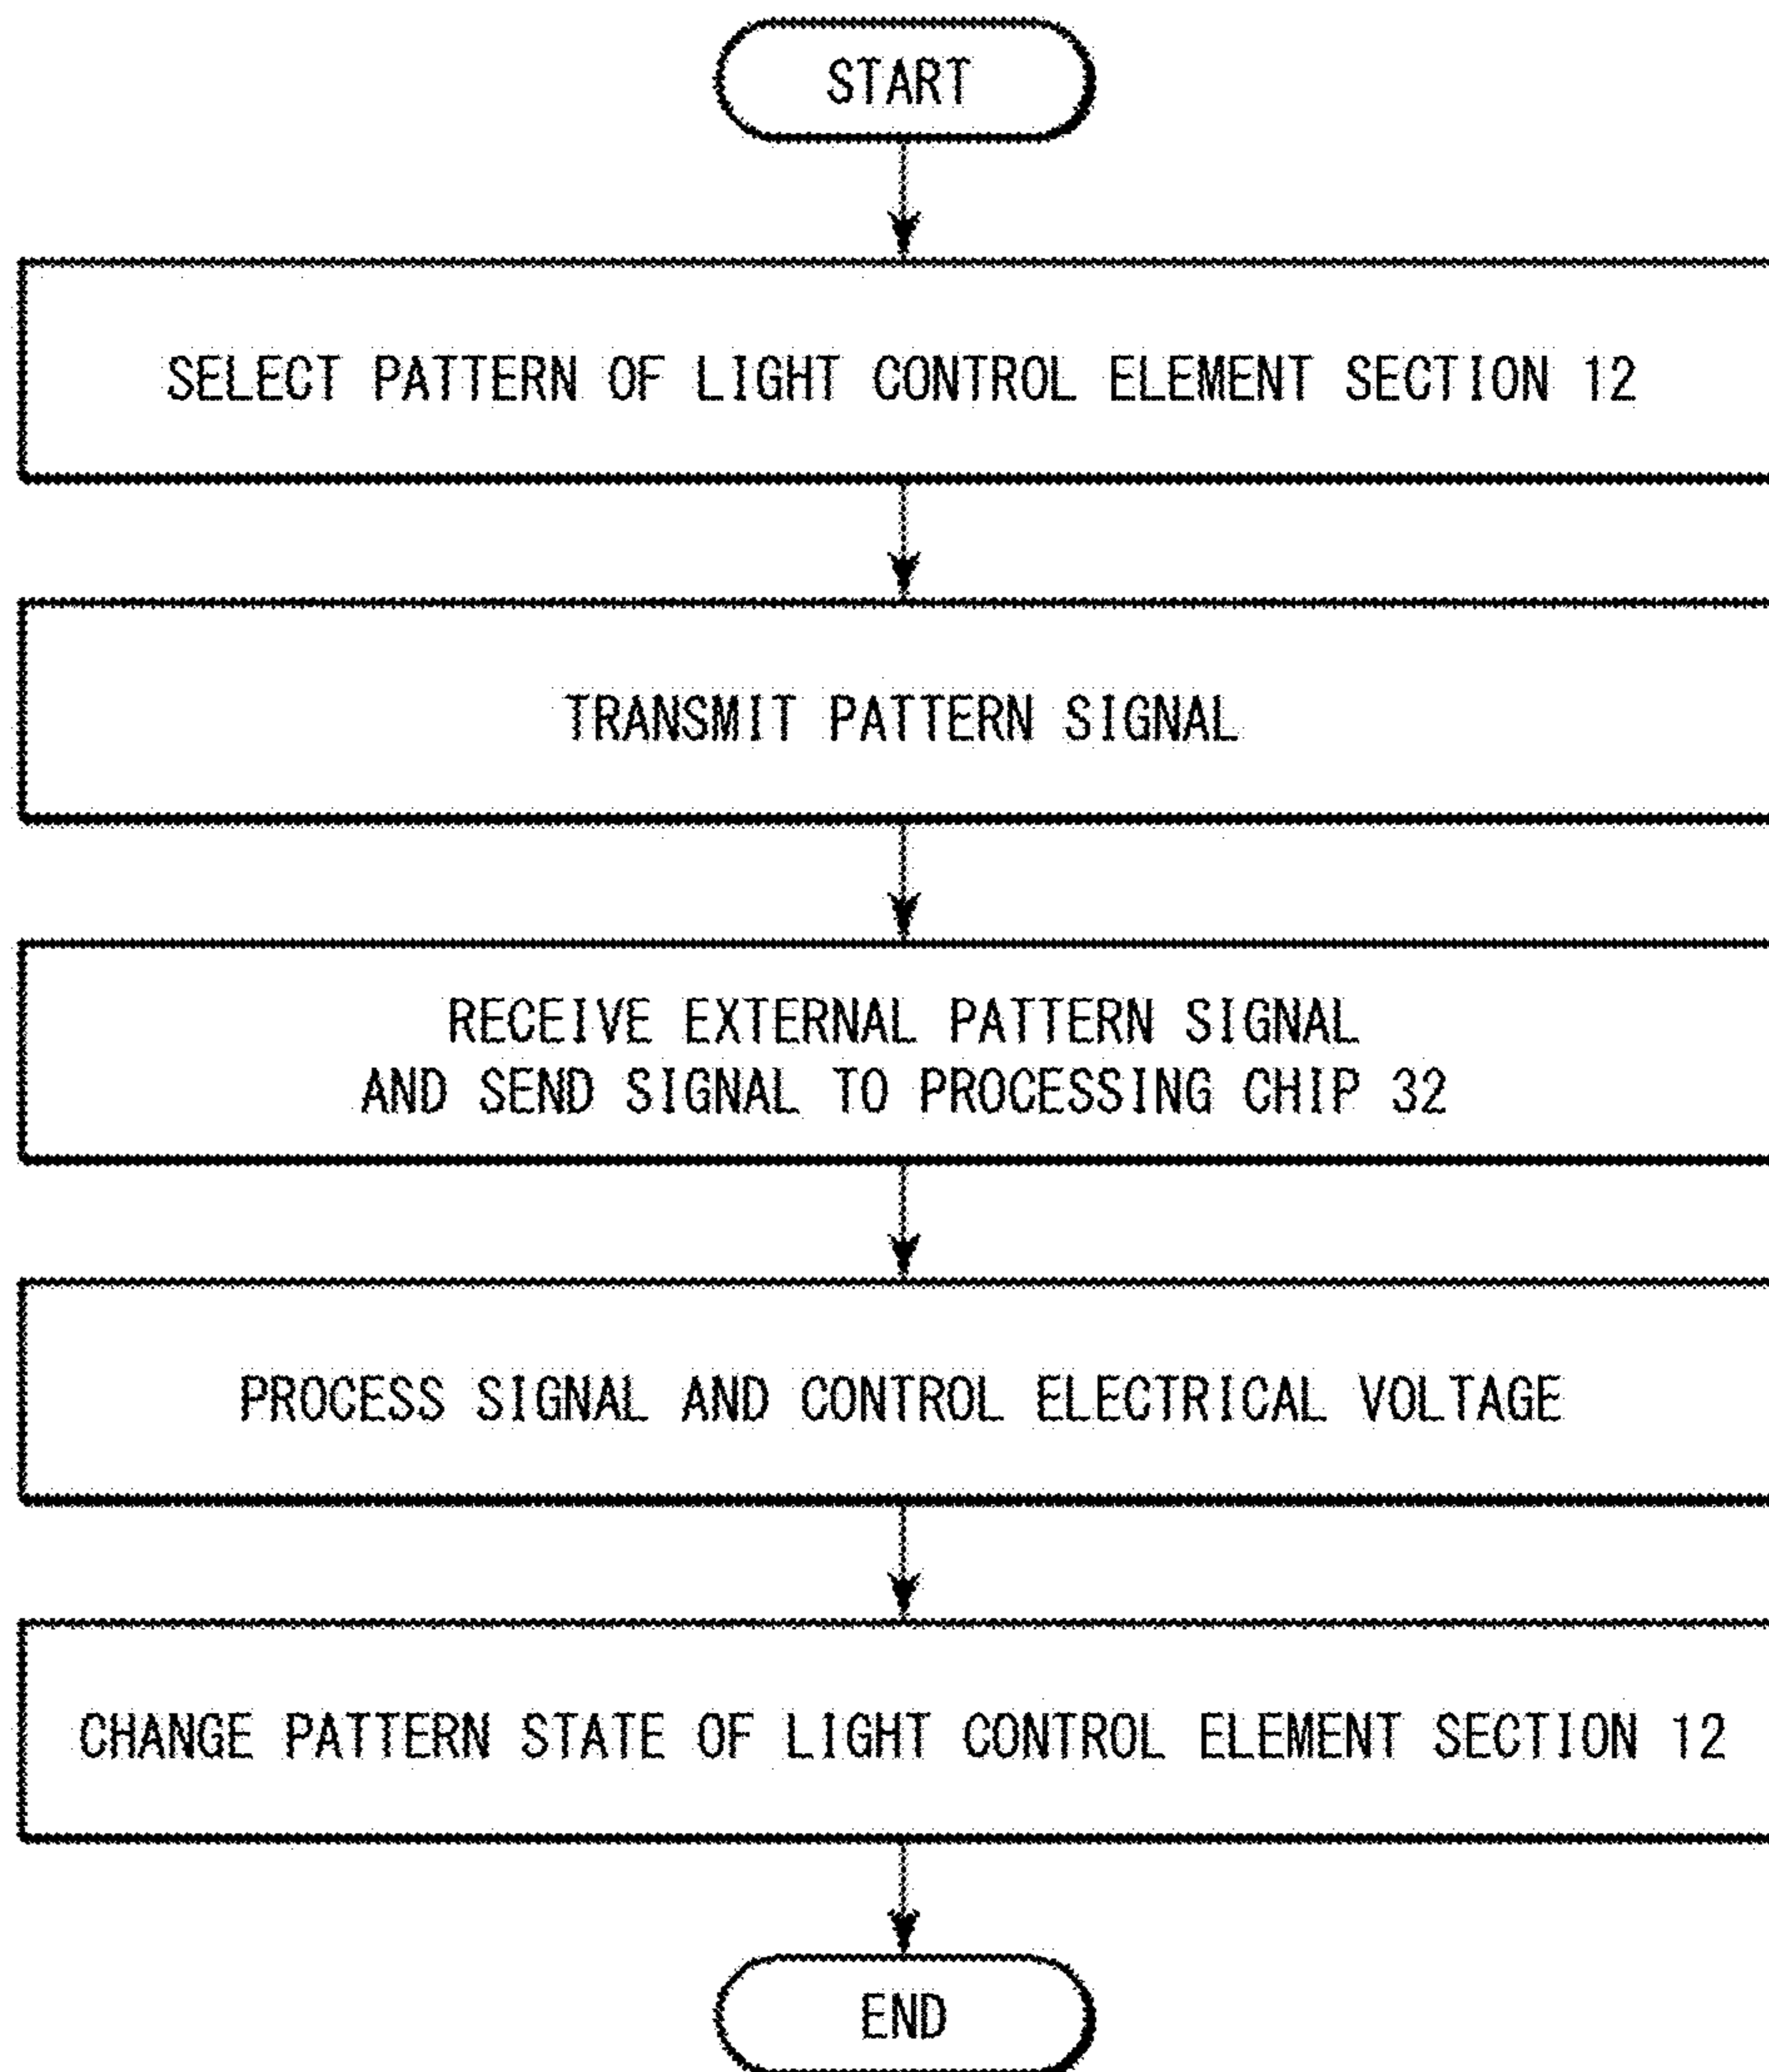 START
SELECT PATTERN OF LIGHT CONTROL ELEMENT SECTION 12
TRANSMIT PATTERN SIGNAL
RECEIVE EXTERNAL PATTERN SIGNAL
AND SEND SIGNAL TO PROCESSING CHIP 32
PROCESS SIGNAL AND CONTROL ELECTRICAL VOLTAGE
CHANGE PATTERN STATE OF LIGHT CONTROL ELEMENT SECTION 12
END